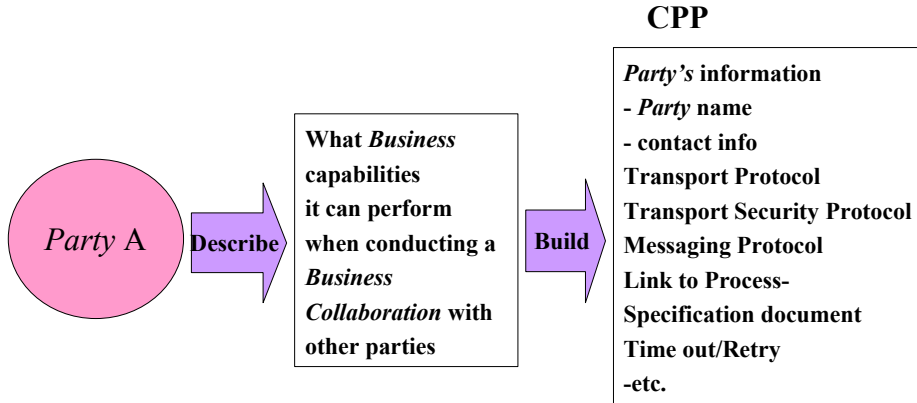 CPP
Party A
Describe
What Business
capabilities
it can perform
when conducting a
Business
Collaboration with
other parties
Build
Party's information
- Party name
- contact info
Transport Protocol
Transport Security Protocol
Messaging Protocol
Link to Process-
Specification document
Time out/Retry
-etc.